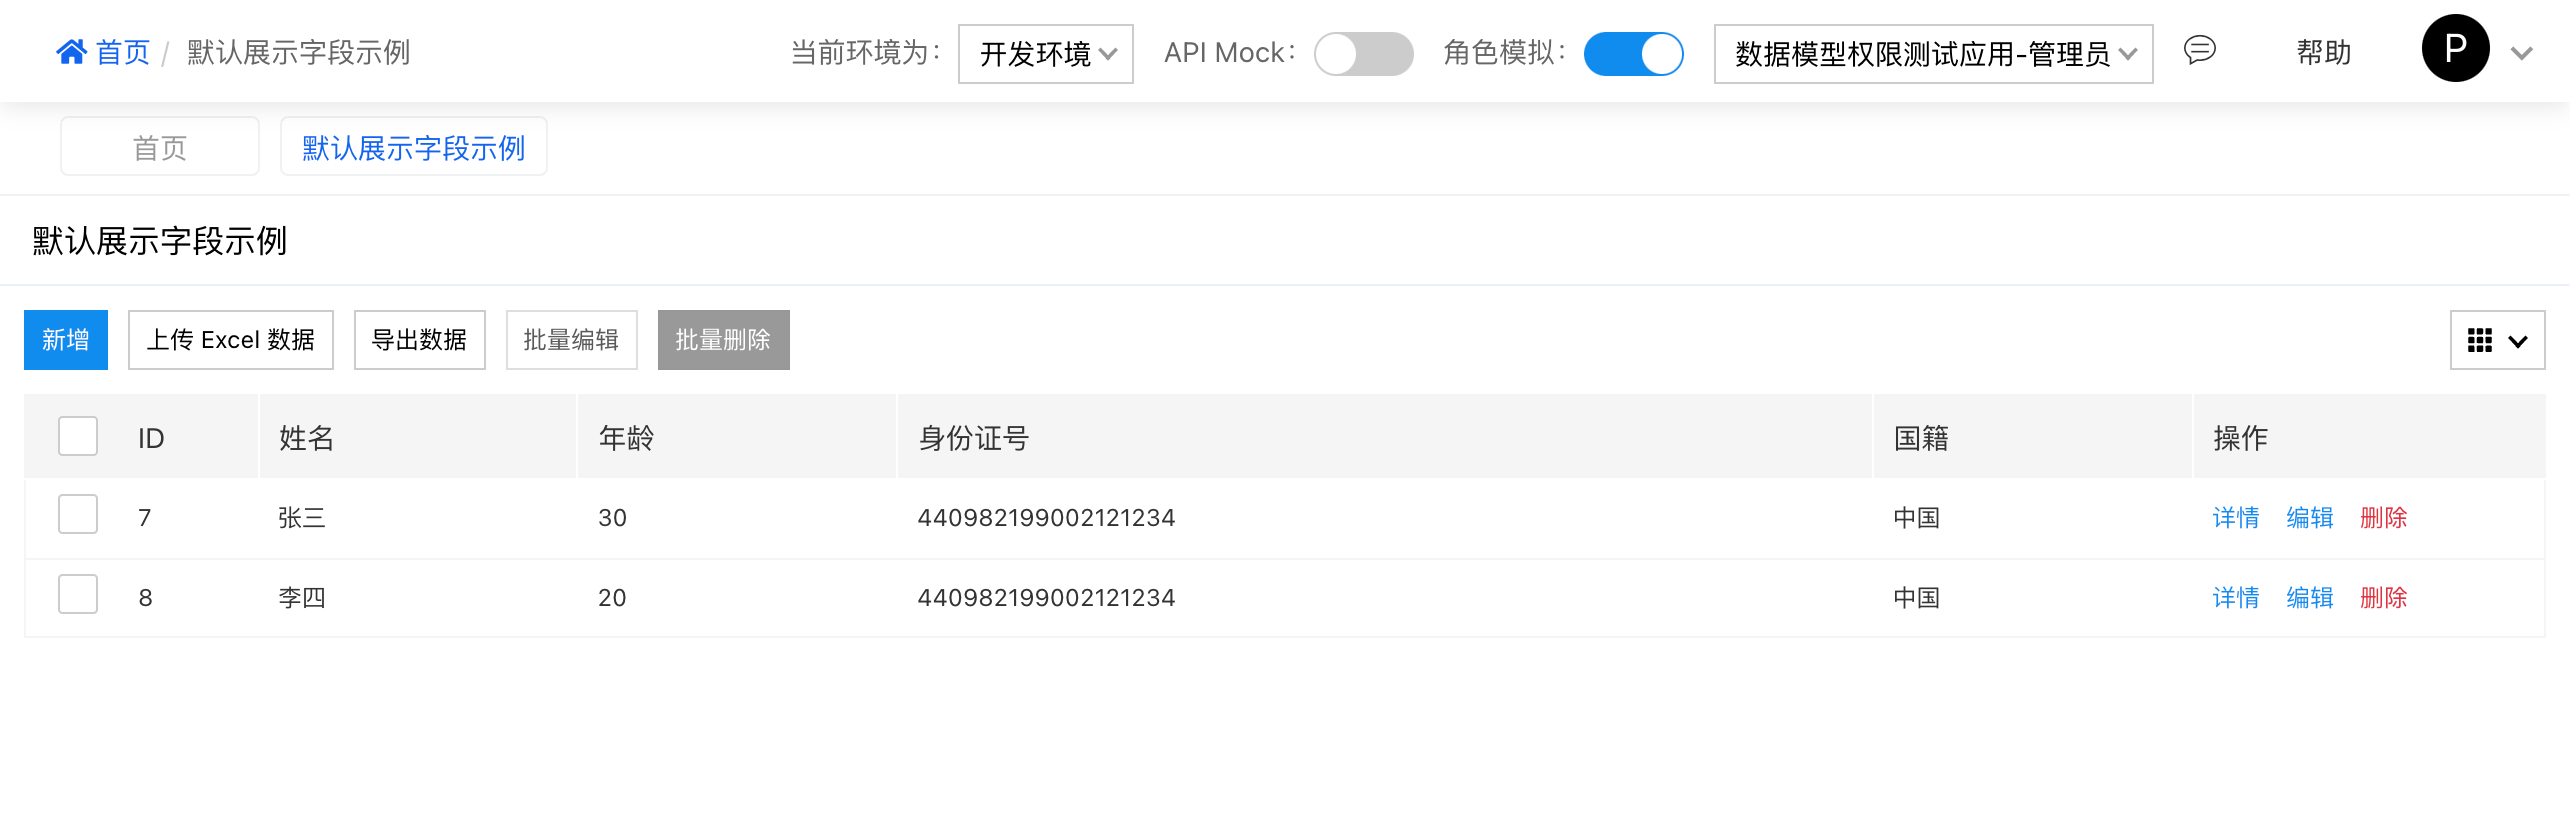 首页 / 默认展示字段示例 当前环境为： 开发环境 API Mock： 角色模拟： 数据模型权限测试应用-管理员 帮助 P
首页 默认展示字段示例
默认展示字段示例
新增 上传 Excel 数据 导出数据 批量编辑 批量删除
ID 姓名 年龄 身份证号 国籍 操作
7 张三 30 440982199002121234 中国 详情 编辑 删除
8 李四 20 440982199002121234 中国 详情 编辑 删除